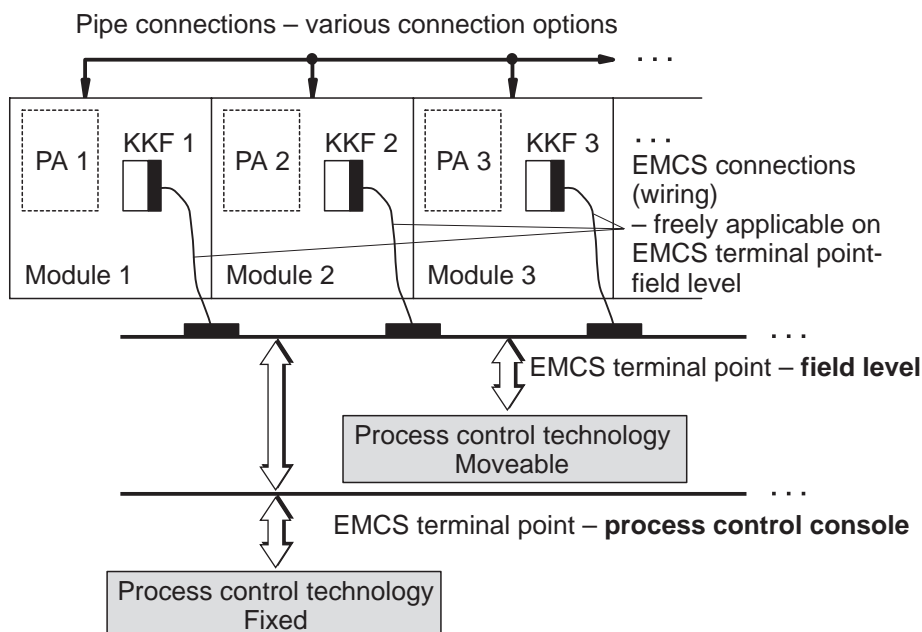 Pipe connections – various connection options
. . .
PA 1
KKF 1
Module 1
PA 2
KKF 2
Module 2
PA 3
KKF 3
Module 3
. . .
EMCS connections
(wiring)
– freely applicable on
EMCS terminal point-
field level
. . .
EMCS terminal point – field level
Process control technology
Moveable
. . .
EMCS terminal point – process control console
Process control technology
Fixed